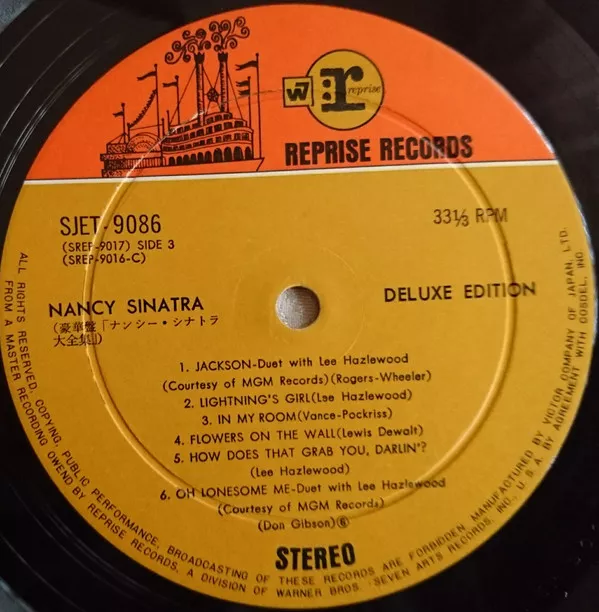 W
r
reprise
REPRISE RECORDS
SJET-9086
(SREP-9017) SIDE 3
(SREP-9016-C)
33⅓ RPM
NANCY SINATRA
(豪華盤「ナンシー・シナトラ
大全集」)
DELUXE EDITION
1. JACKSON-Duet with Lee Hazlewood
(Courtesy of MGM Records)(Rogers-Wheeler)
2. LIGHTNING'S GIRL(Lee Hazlewood)
3. IN MY ROOM(Vance-Pockriss)
4. FLOWERS ON THE WALL(Lewis Dewalt)
5. HOW DOES THAT GRAB YOU, DARLIN'?
(Lee Hazlewood)
6. OH LONESOME ME-Duet with Lee Hazlewood
(Courtesy of MGM Records)
(Don Gibson)⑥
STEREO
ALL RIGHTS RESERVED, COPYING, PUBLIC PERFORMANCE, BROADCASTING OF THESE RECORDS ARE FORBIDDEN. MANUFACTURED BY VICTOR COMPANY OF JAPAN, LTD.
FROM A MASTER RECORDING OWEND BY REPRISE RECORDS, A DIVISION OF WARNER BROS.-SEVEN ARTS RECORDS, INC., U. S. A. BY AGREEMENT WITH DOSDEL, INC.